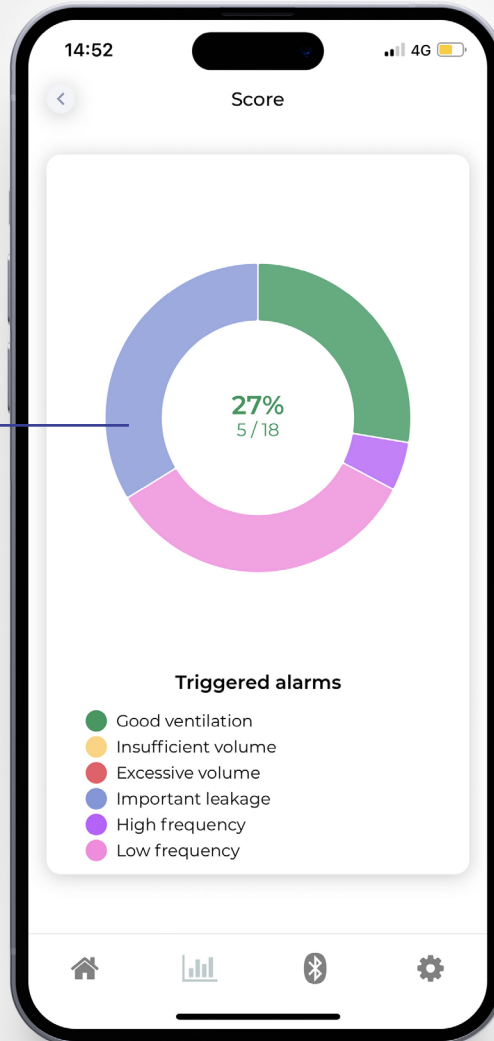 14:52
4G
Score
27%
5 / 18
Triggered alarms
Good ventilation
Insufficient volume
Excessive volume
Important leakage
High frequency
Low frequency